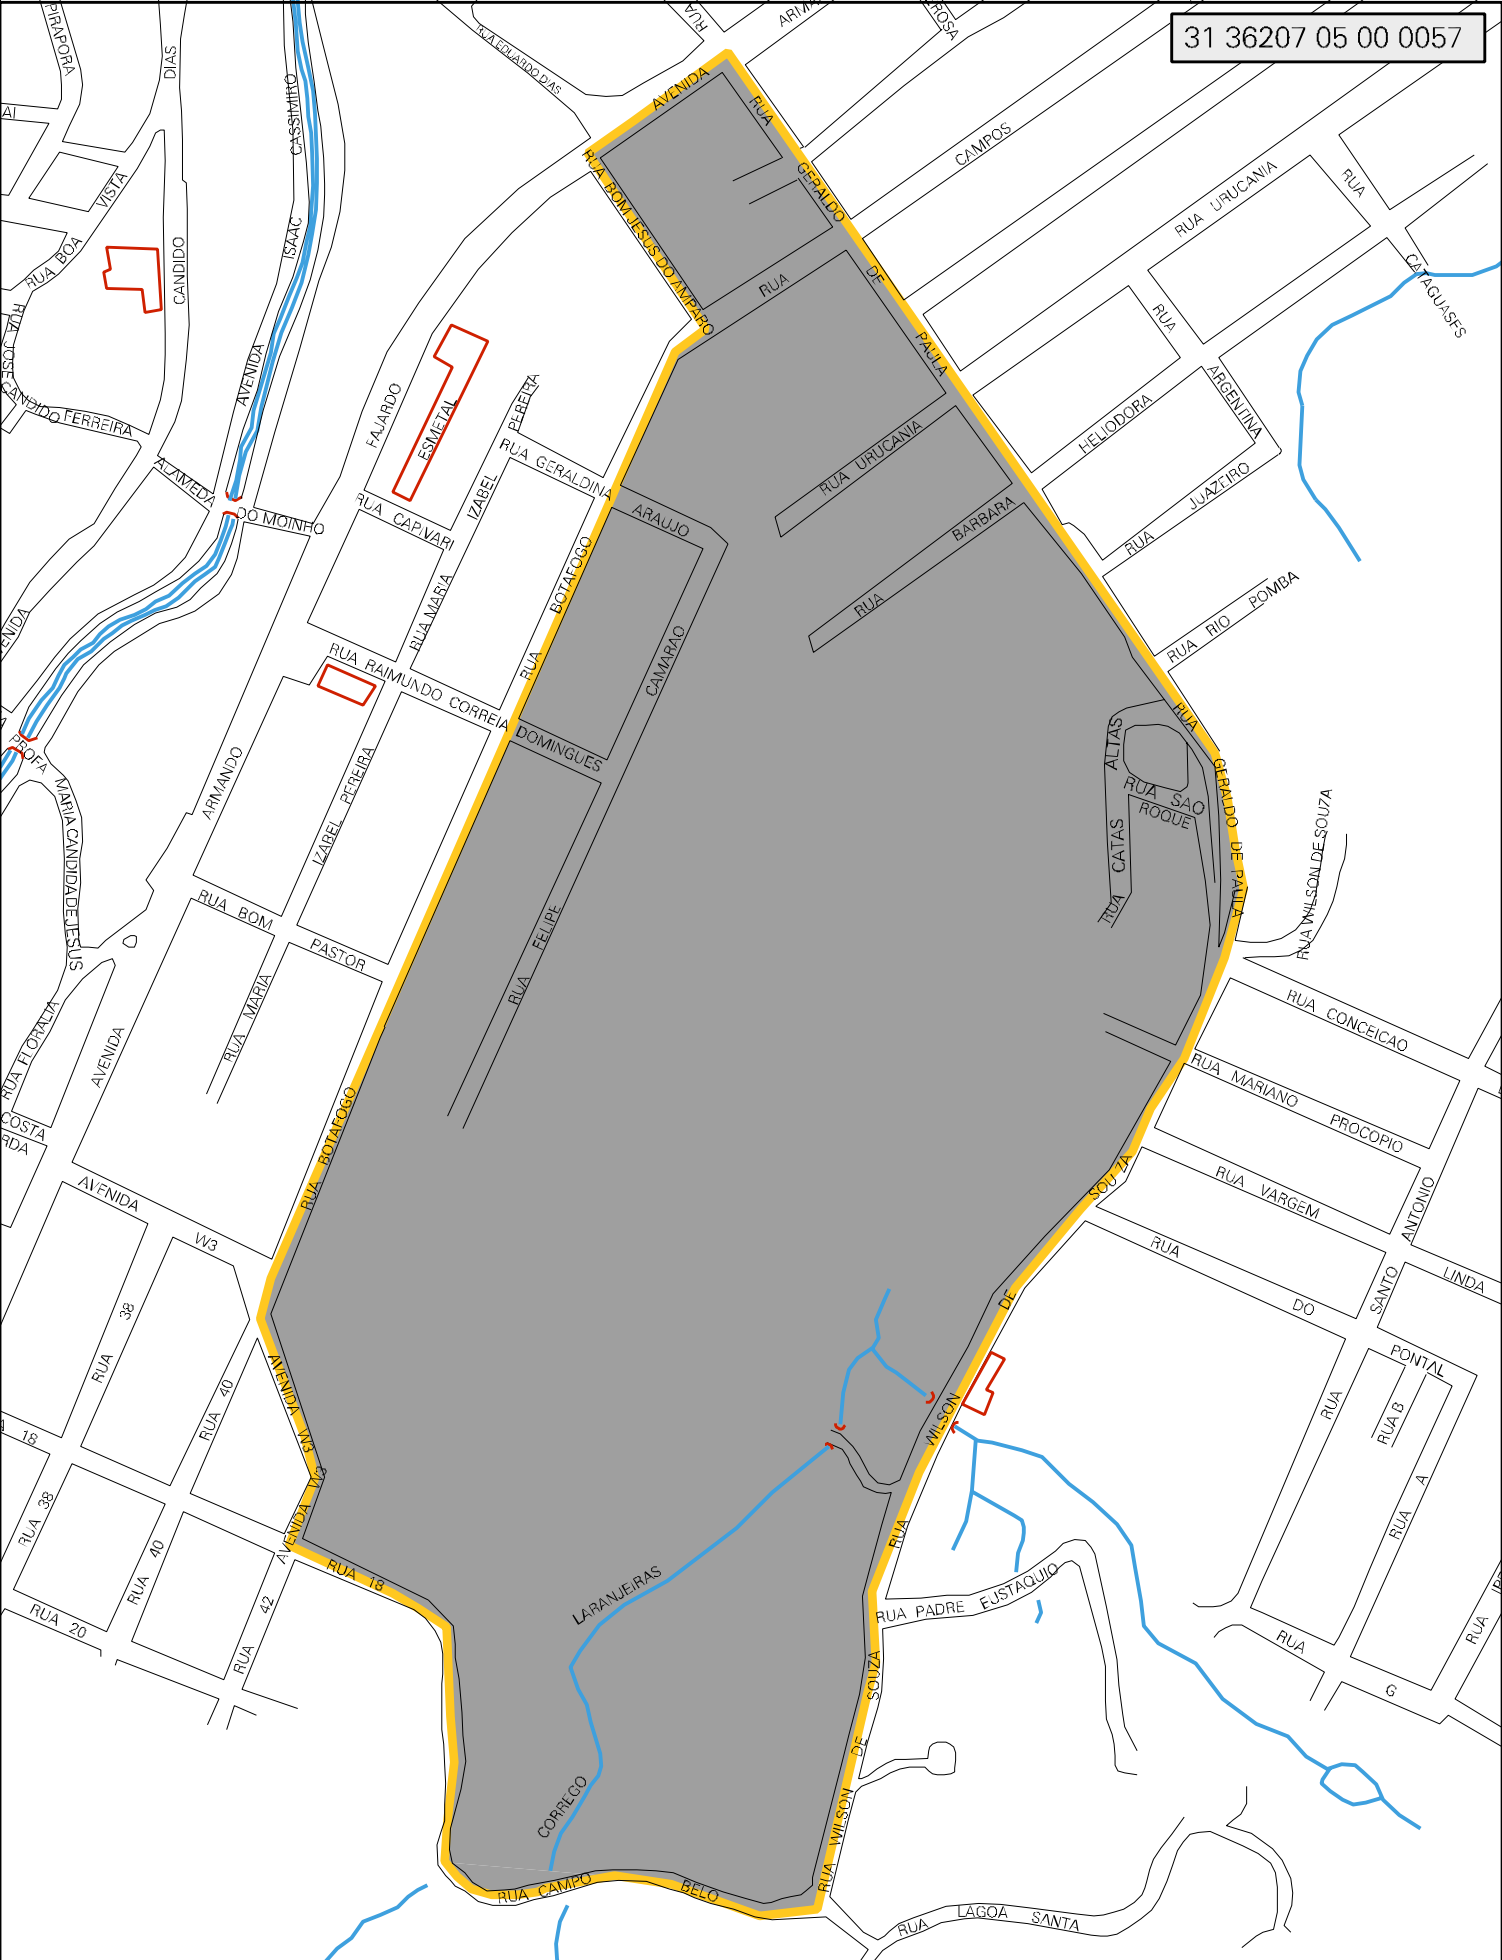 31 36207 05 00 0057
PIRAPORA
DIAS
CASSIMIRO
RUA EDUARDO DIAS
RUA
AVENIDA
RUA
CAMPOS
RUA URUCANIA
RUA
AI
VISTA
RUA BOA
CANDIDO
ISAAC
RUA BOM JESUS DO AMPARO
GERALDO
DE
PAULA
RUA
CATAGUASES
RUA
ARGENTINA
RUA JOSE
CANDIDO FERREIRA
AVENIDA
FAJARDO
ESMETAL
PEREIRA
IZABEL
RUA MARIA
RUA GERALDINA
ARAUJO
RUA URUCANIA
HELIODORA
RUA JUAZEIRO
BARBARA
RUA
ALAMEDA
DO MOINHO
RUA CAPIVARI
BOTAFOGO
RUA
RUA RIO POMBA
RUA RAIMUNDO CORREIA
DOMINGUES
CAMARAO
FELIPE
RUA
PROFA MARIA CANDIDA DE JESUS
ARMANDO
AVENIDA
IZABEL PEREIRA
RUA MARIA
RUA BOM PASTOR
ALTAS
CATAS
RUA
RUA SAO
ROQUE
RUA
GERALDO DE PAULA
RUA WILSON DE SOUZA
RUA CONCEICAO
RUA MARIANO PROCOPIO
RUA VARGEM
LINDA
RUA DO
PONTAL
ANTONIO
SANTO
RUA FLORALIA
COSTA
RUA BOTAFOGO
AVENIDA W3
RUA 38
RUA 40
AVENIDA W3
AVENIDA W3
18
RUA 38
RUA 40
RUA 42
RUA 20
RUA 18
SOUZA
DE
WILSON
RUA
RUA
RUA B
RUA A
RUA PADRE EUSTAQUIO
LARANJEIRAS
CORREGO
SOUZA
DE
RUA WILSON
RUA G
RUA
RUA CAMPO BELO
RUA LAGOA SANTA